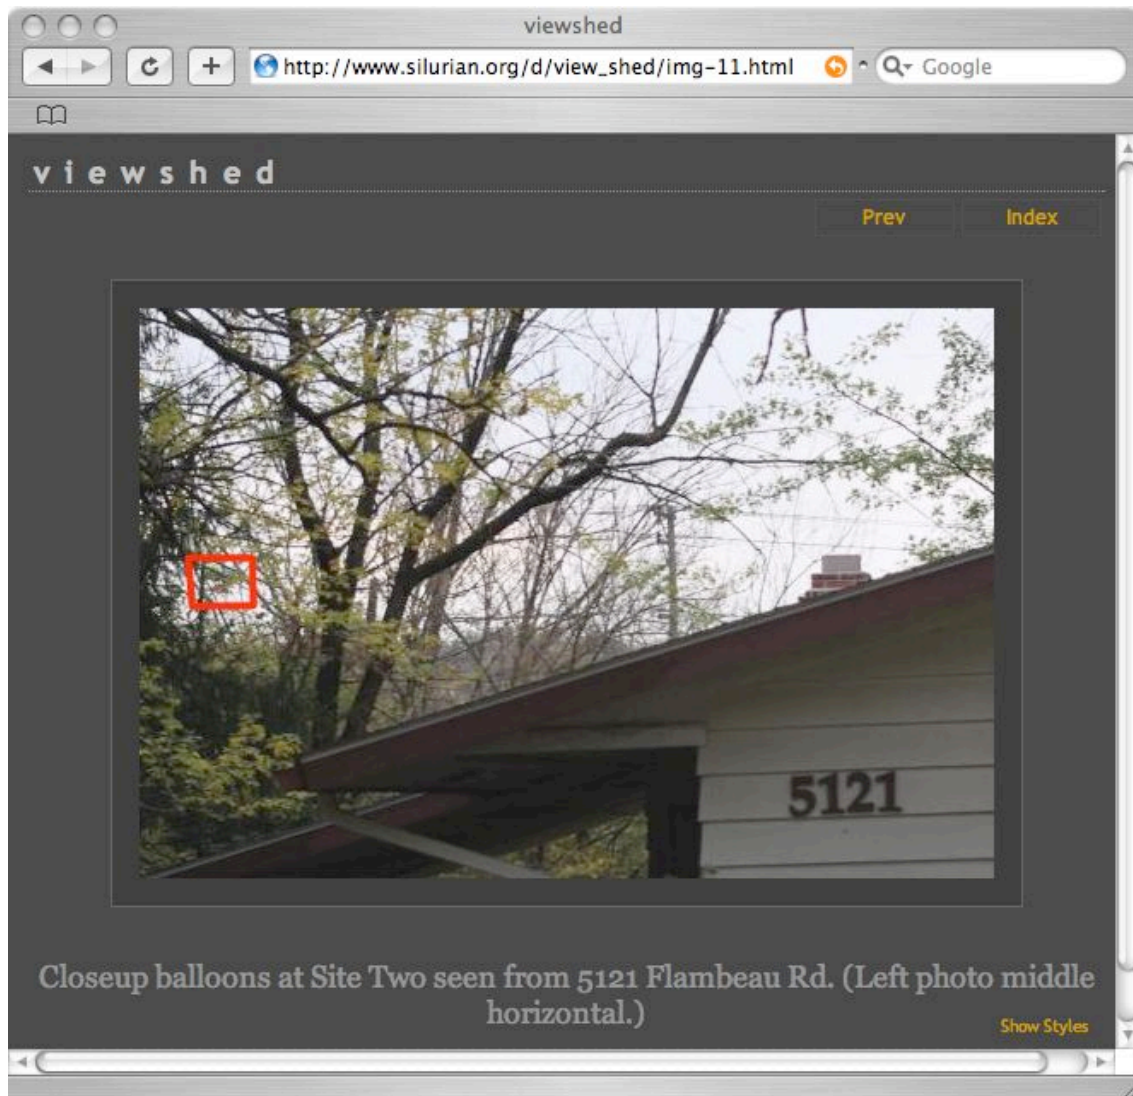 viewshed
http://www.silurian.org/d/view_shed/img-11.html
Google
viewshed
Prev
Index
5121
Closeup balloons at Site Two seen from 5121 Flambeau Rd. (Left photo middle
horizontal.)
Show Styles